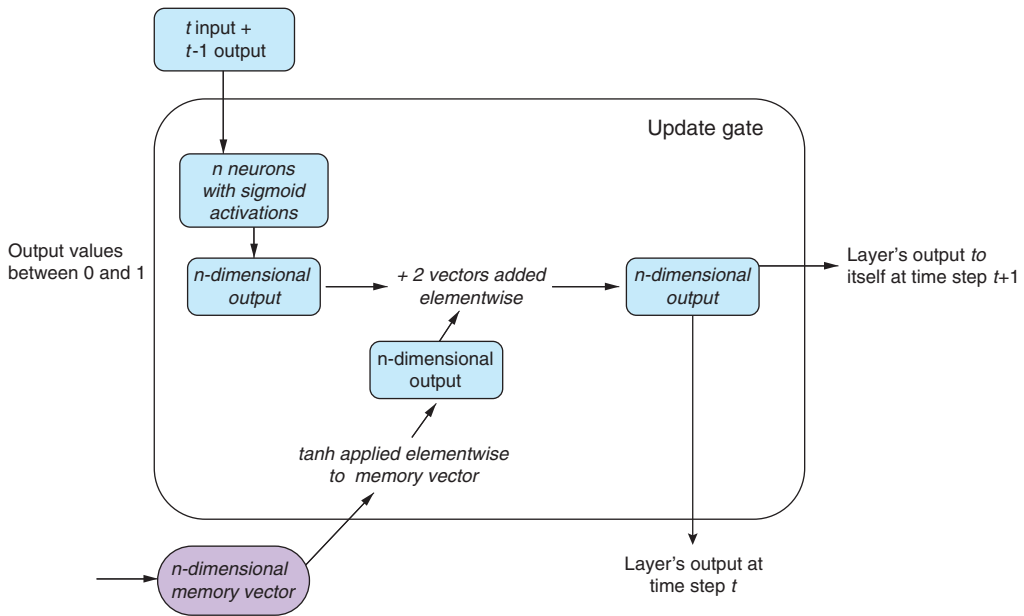 t input +
t-1 output
Update gate
n neurons
with sigmoid
activations
Output values
between 0 and 1
n-dimensional
output
+ 2 vectors added
elementwise
n-dimensional
output
Layer's output to
itself at time step t+1
n-dimensional
output
tanh applied elementwise
to memory vector
n-dimensional
memory vector
Layer's output at
time step t